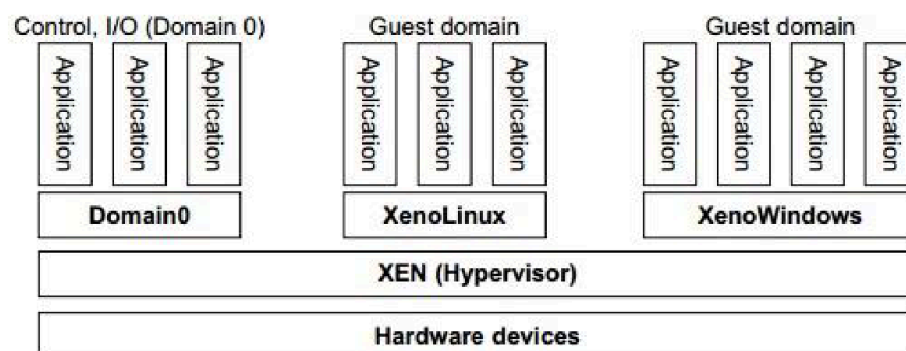 Control, I/O (Domain 0)
Guest domain
Guest domain
Application
Application
Application
Application
Application
Application
Application
Application
Application
Application
Domain0
XenoLinux
XenoWindows
XEN (Hypervisor)
Hardware devices